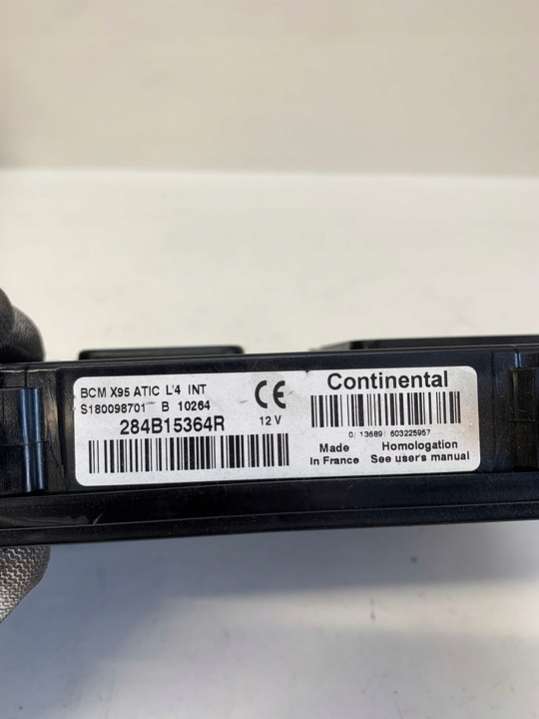 BCM X95 ATIC L'4 INT
S180098701 B 10264
284B15364R
CE
12 V
Continental
0 13689 603225957
Made
In France
Homologation
See user's manual